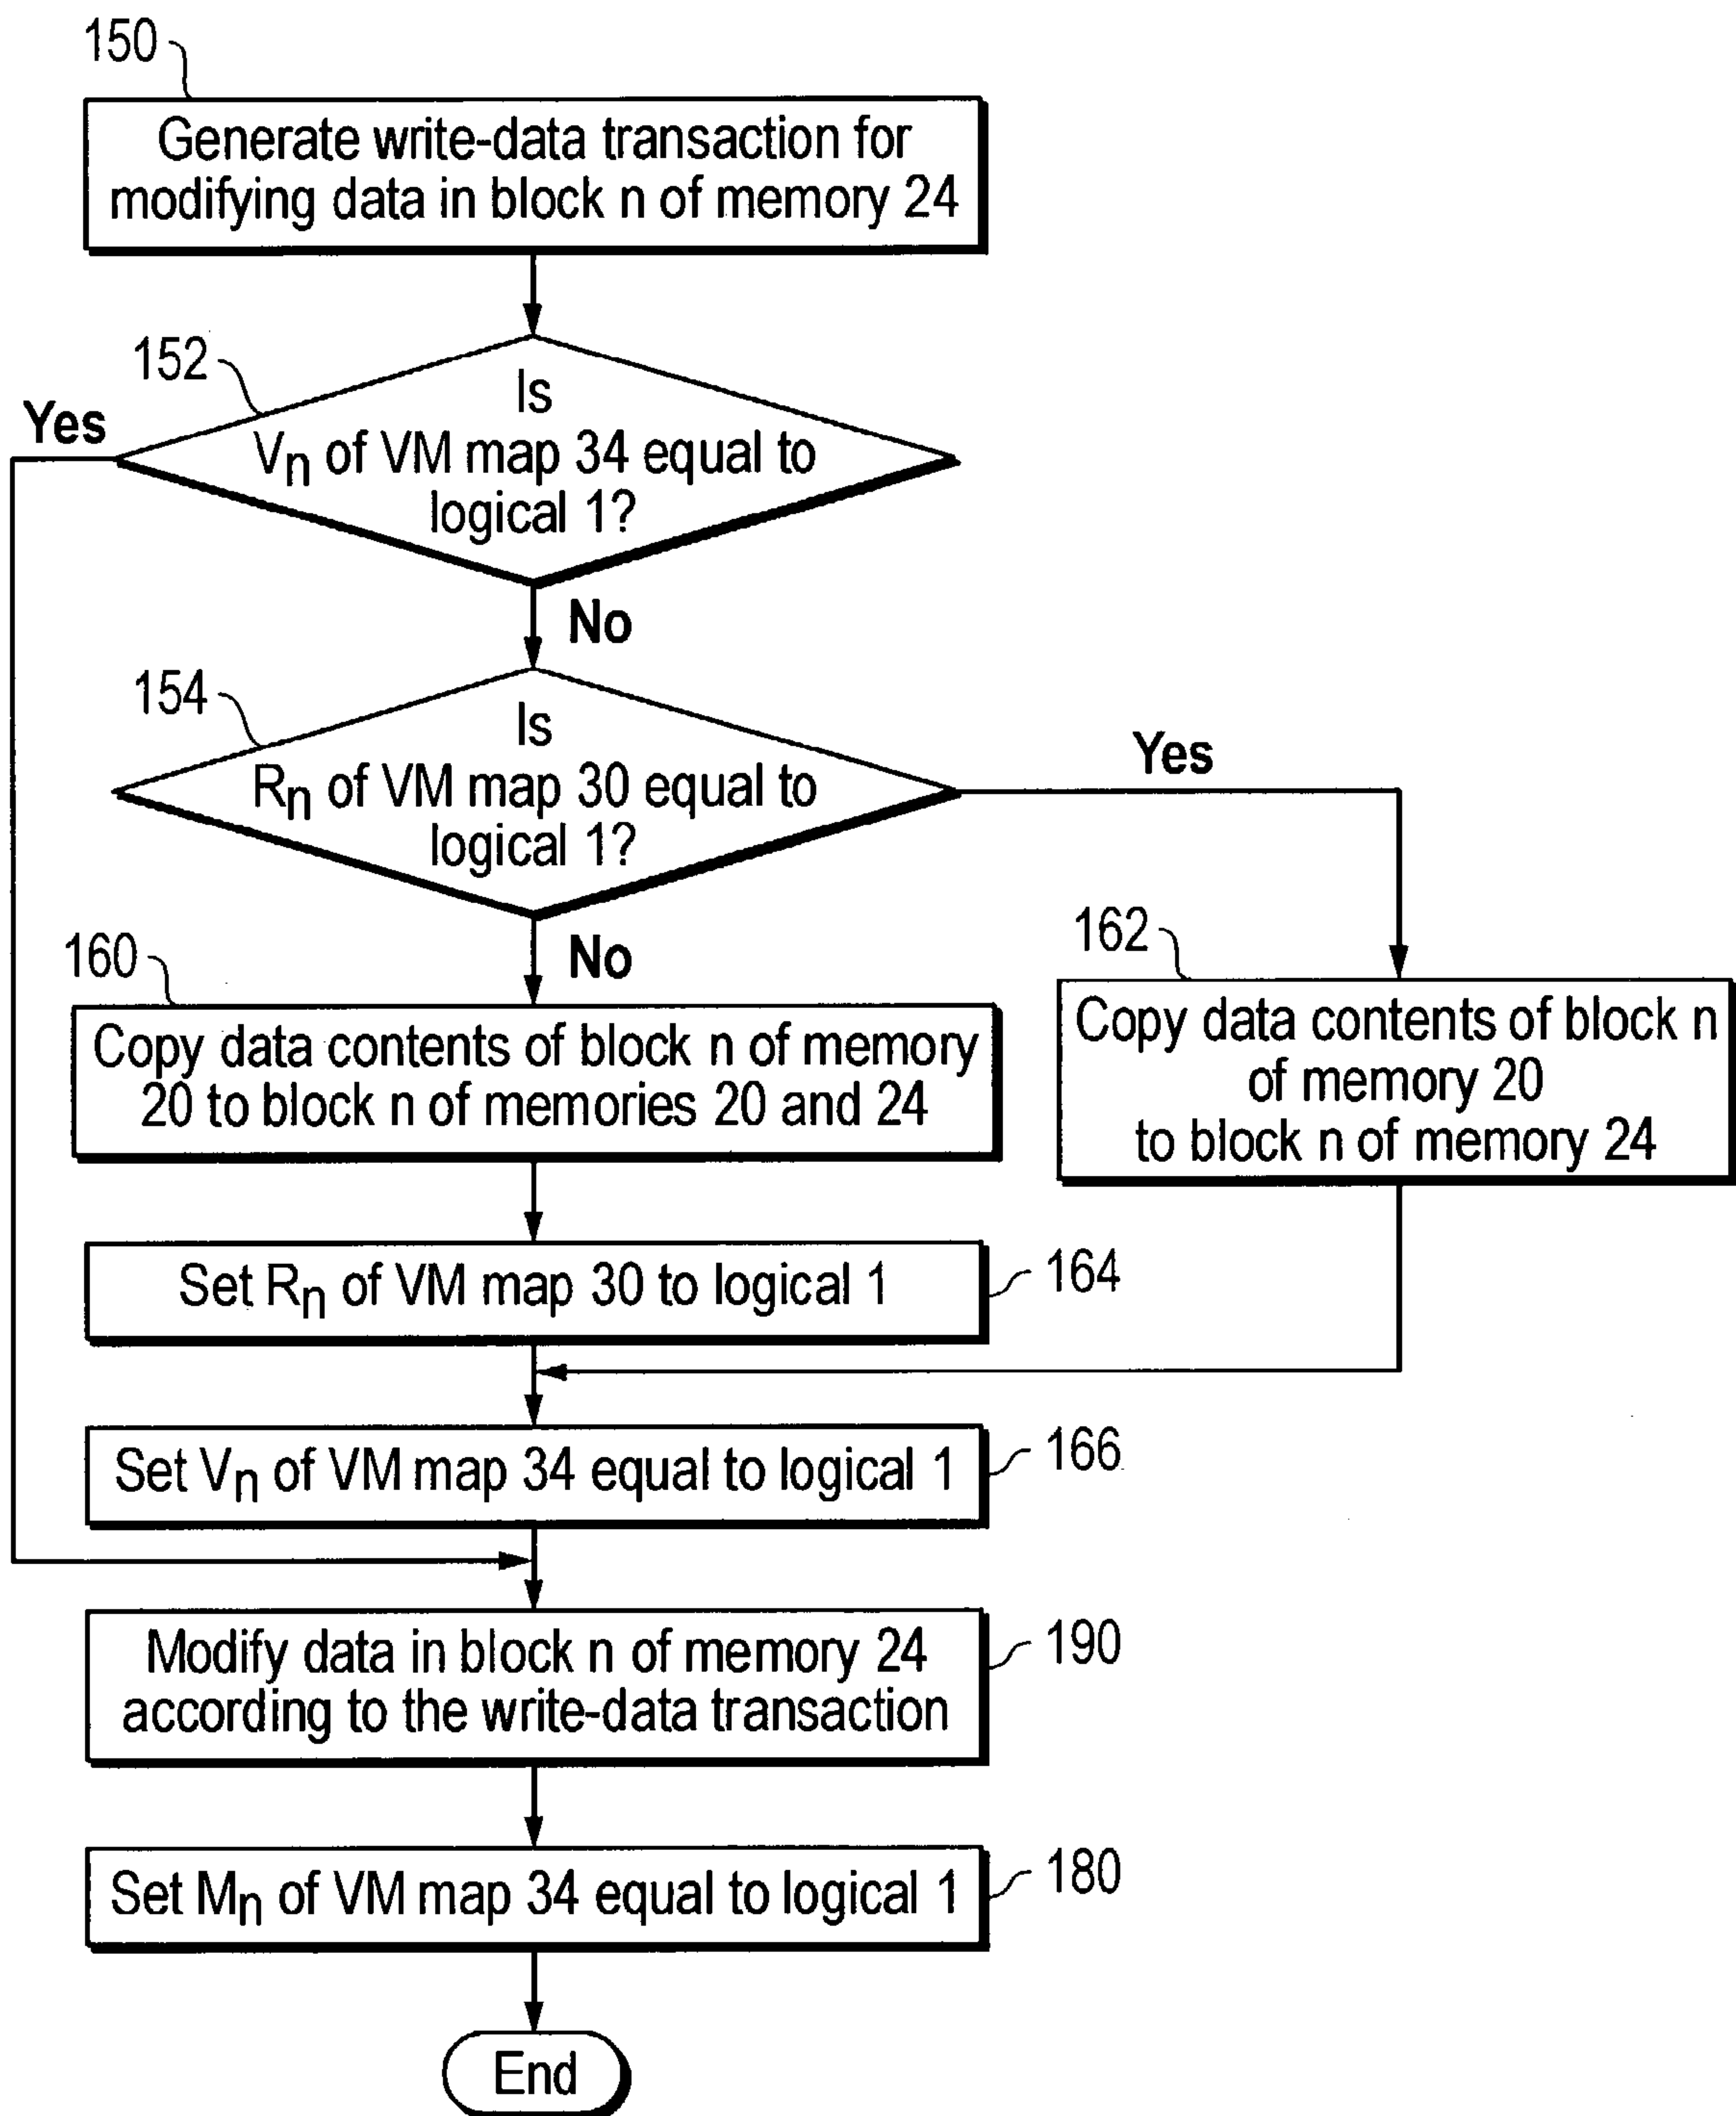 150
Generate write-data transaction for
modifying data in block n of memory 24
152
Yes
Is
Vn of VM map 34 equal to
logical 1?
No
154
Is
Rn of VM map 30 equal to
logical 1?
Yes
160
No
162
Copy data contents of block n of memory
20 to block n of memories 20 and 24
Copy data contents of block n
of memory 20
to block n of memory 24
Set Rn of VM map 30 to logical 1
164
Set Vn of VM map 34 equal to logical 1
166
Modify data in block n of memory 24
according to the write-data transaction
190
Set Mn of VM map 34 equal to logical 1
180
End